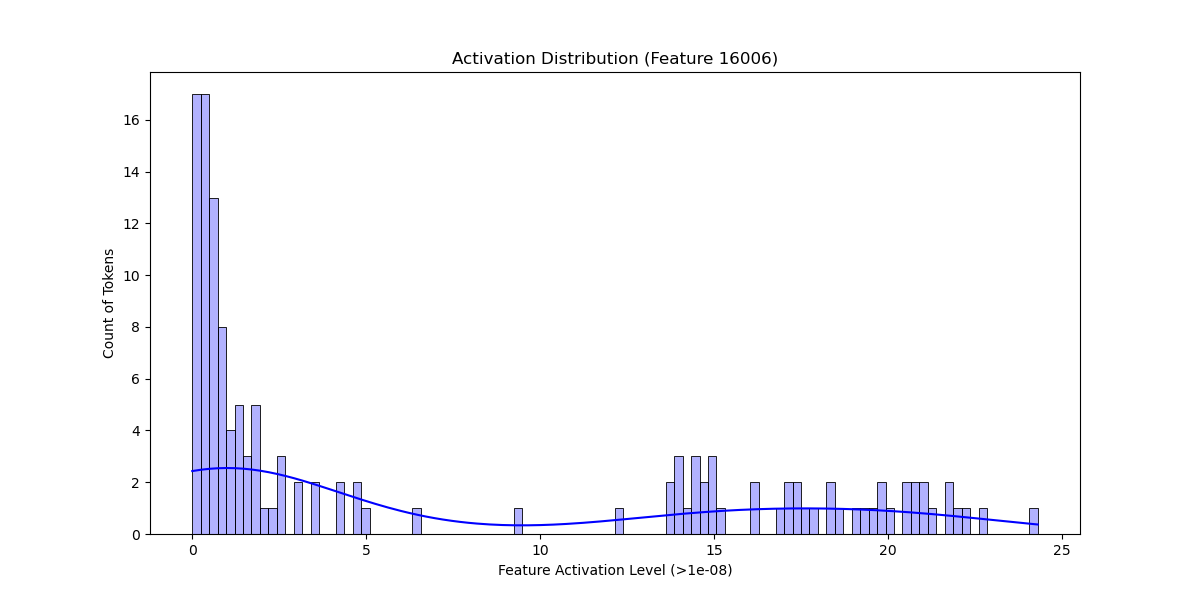 Activation Distribution (Feature 16006)
Count of Tokens
16
14
12
10
8
6
4
2
0
0 5 10 15 20 25
Feature Activation Level (>1e-08)